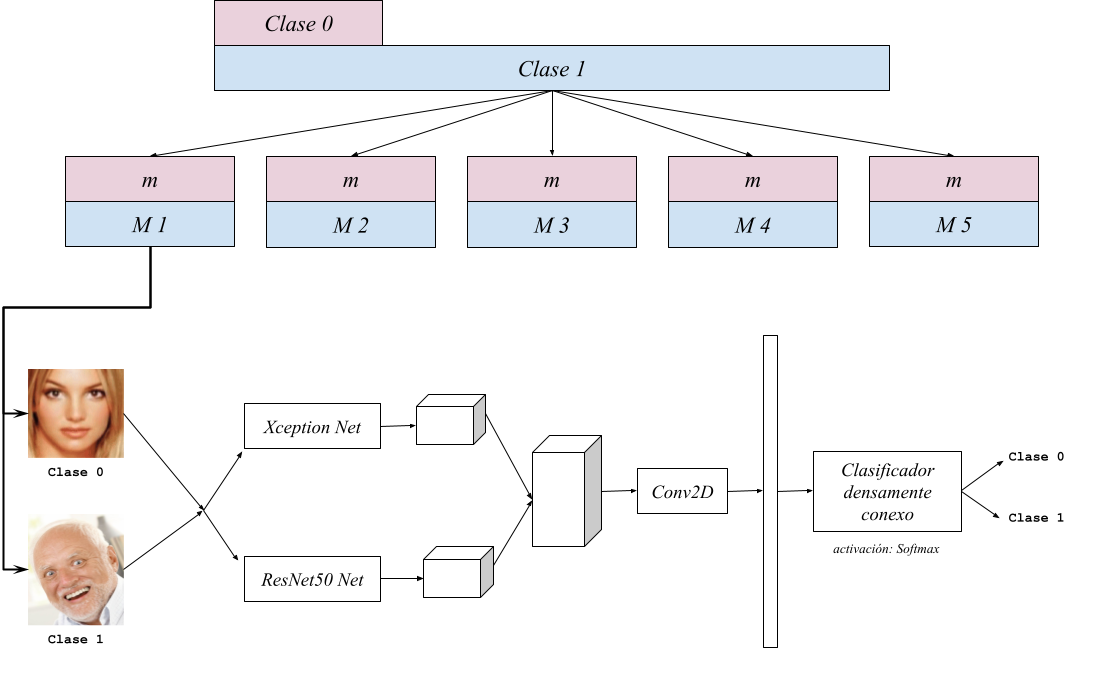 Clase 0
Clase 1
m
m
m
m
m
M 1
M 2
M 3
M 4
M 5
Clase 0
Clase 1
Xception Net
ResNet50 Net
Conv2D
Clasificador
densamente
conexo
activación: Softmax
Clase 0
Clase 1